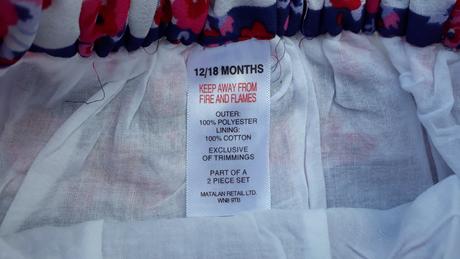 12/18 MONTHS
KEEP AWAY FROM
FIRE AND FLAMES
OUTER:
100% POLYESTER
LINING:
100% COTTON
EXCLUSIVE
OF TRIMMINGS
PART OF A
2 PIECE SET
MATALAN RETAIL LTD.
WN8 9TB